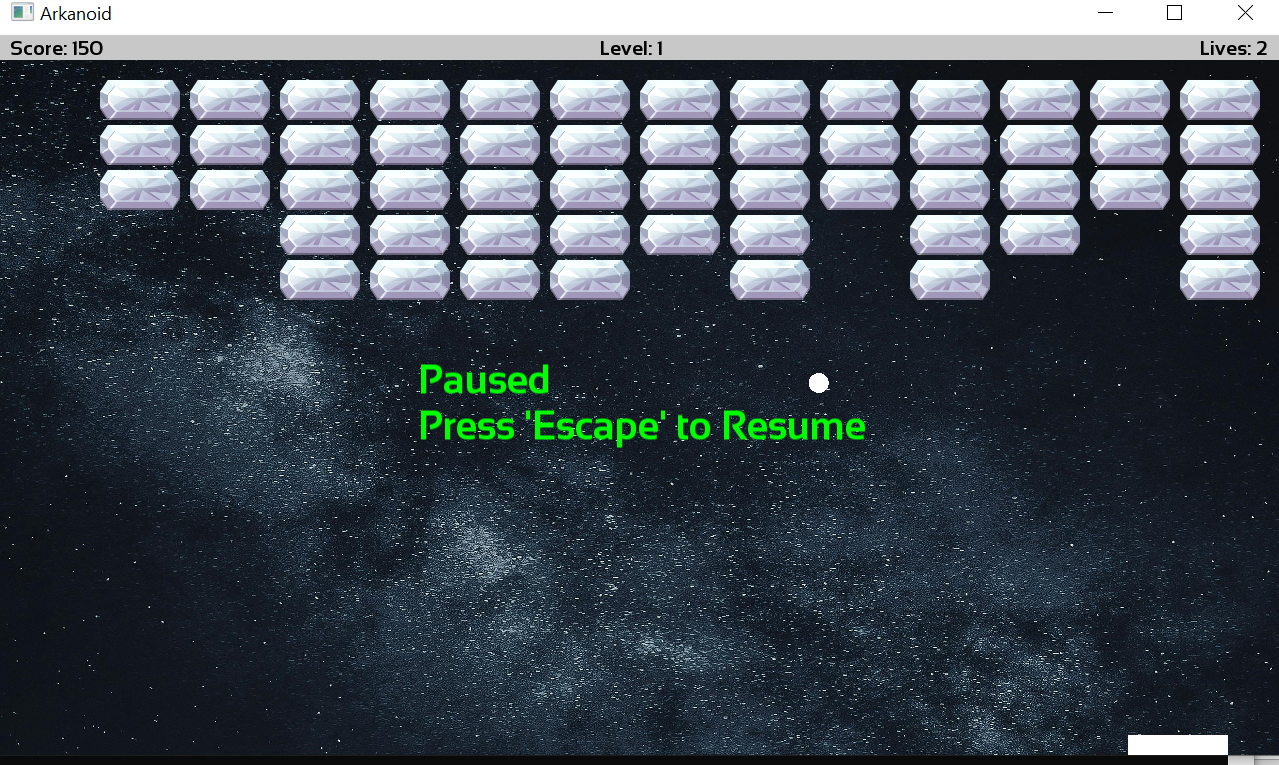 Arkanoid
Score: 150 Level: 1 Lives: 2
Paused
Press 'Escape' to Resume